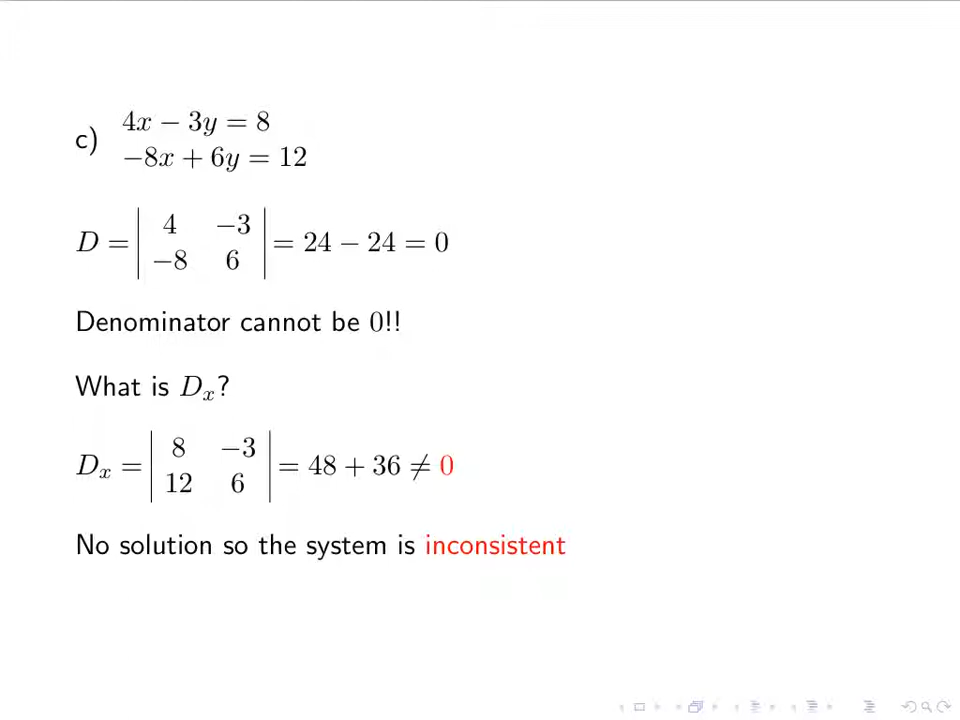 c) 4x − 3y = 8
−8x + 6y = 12
D = | 4 −3 |
| −8 6 | = 24 − 24 = 0
Denominator cannot be 0!!
What is Dₓ?
Dₓ = | 8 −3 |
| 12 6 | = 48 + 36 ≠ 0
No solution so the system is inconsistent